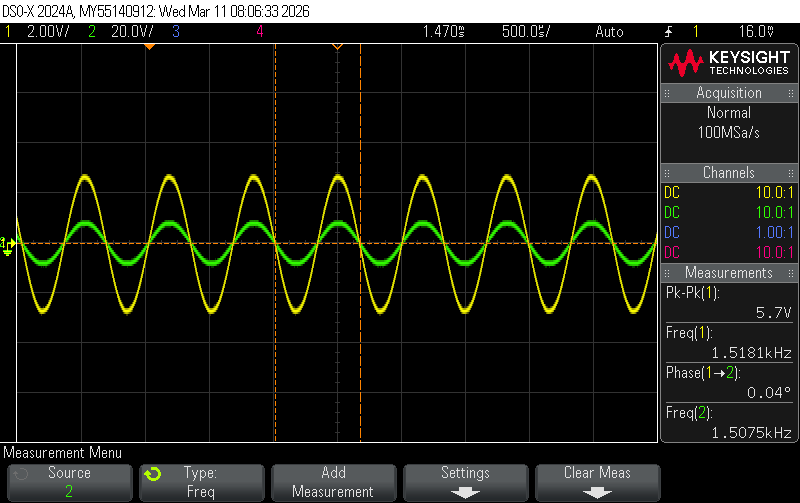 DSO-X 2024A, MY55140912: Wed Mar 11 08:06:33 2026
1 2.00V/ 2 20.0V/ 3 4 1.470s 500.0s/ Auto 1 16.0V
KEYSIGHT
TECHNOLOGIES
Acquisition
Normal
100MSa/s
Channels
DC 10.0:1
DC 10.0:1
DC 1.00:1
DC 10.0:1
Measurements
Pk-Pk(1):
5.7V
Freq(1):
1.5181kHz
Phase(1→2):
0.04°
Freq(2):
1.5075kHz
Measurement Menu
Source
2
Type:
Freq
Add
Measurement
Settings
Clear Meas